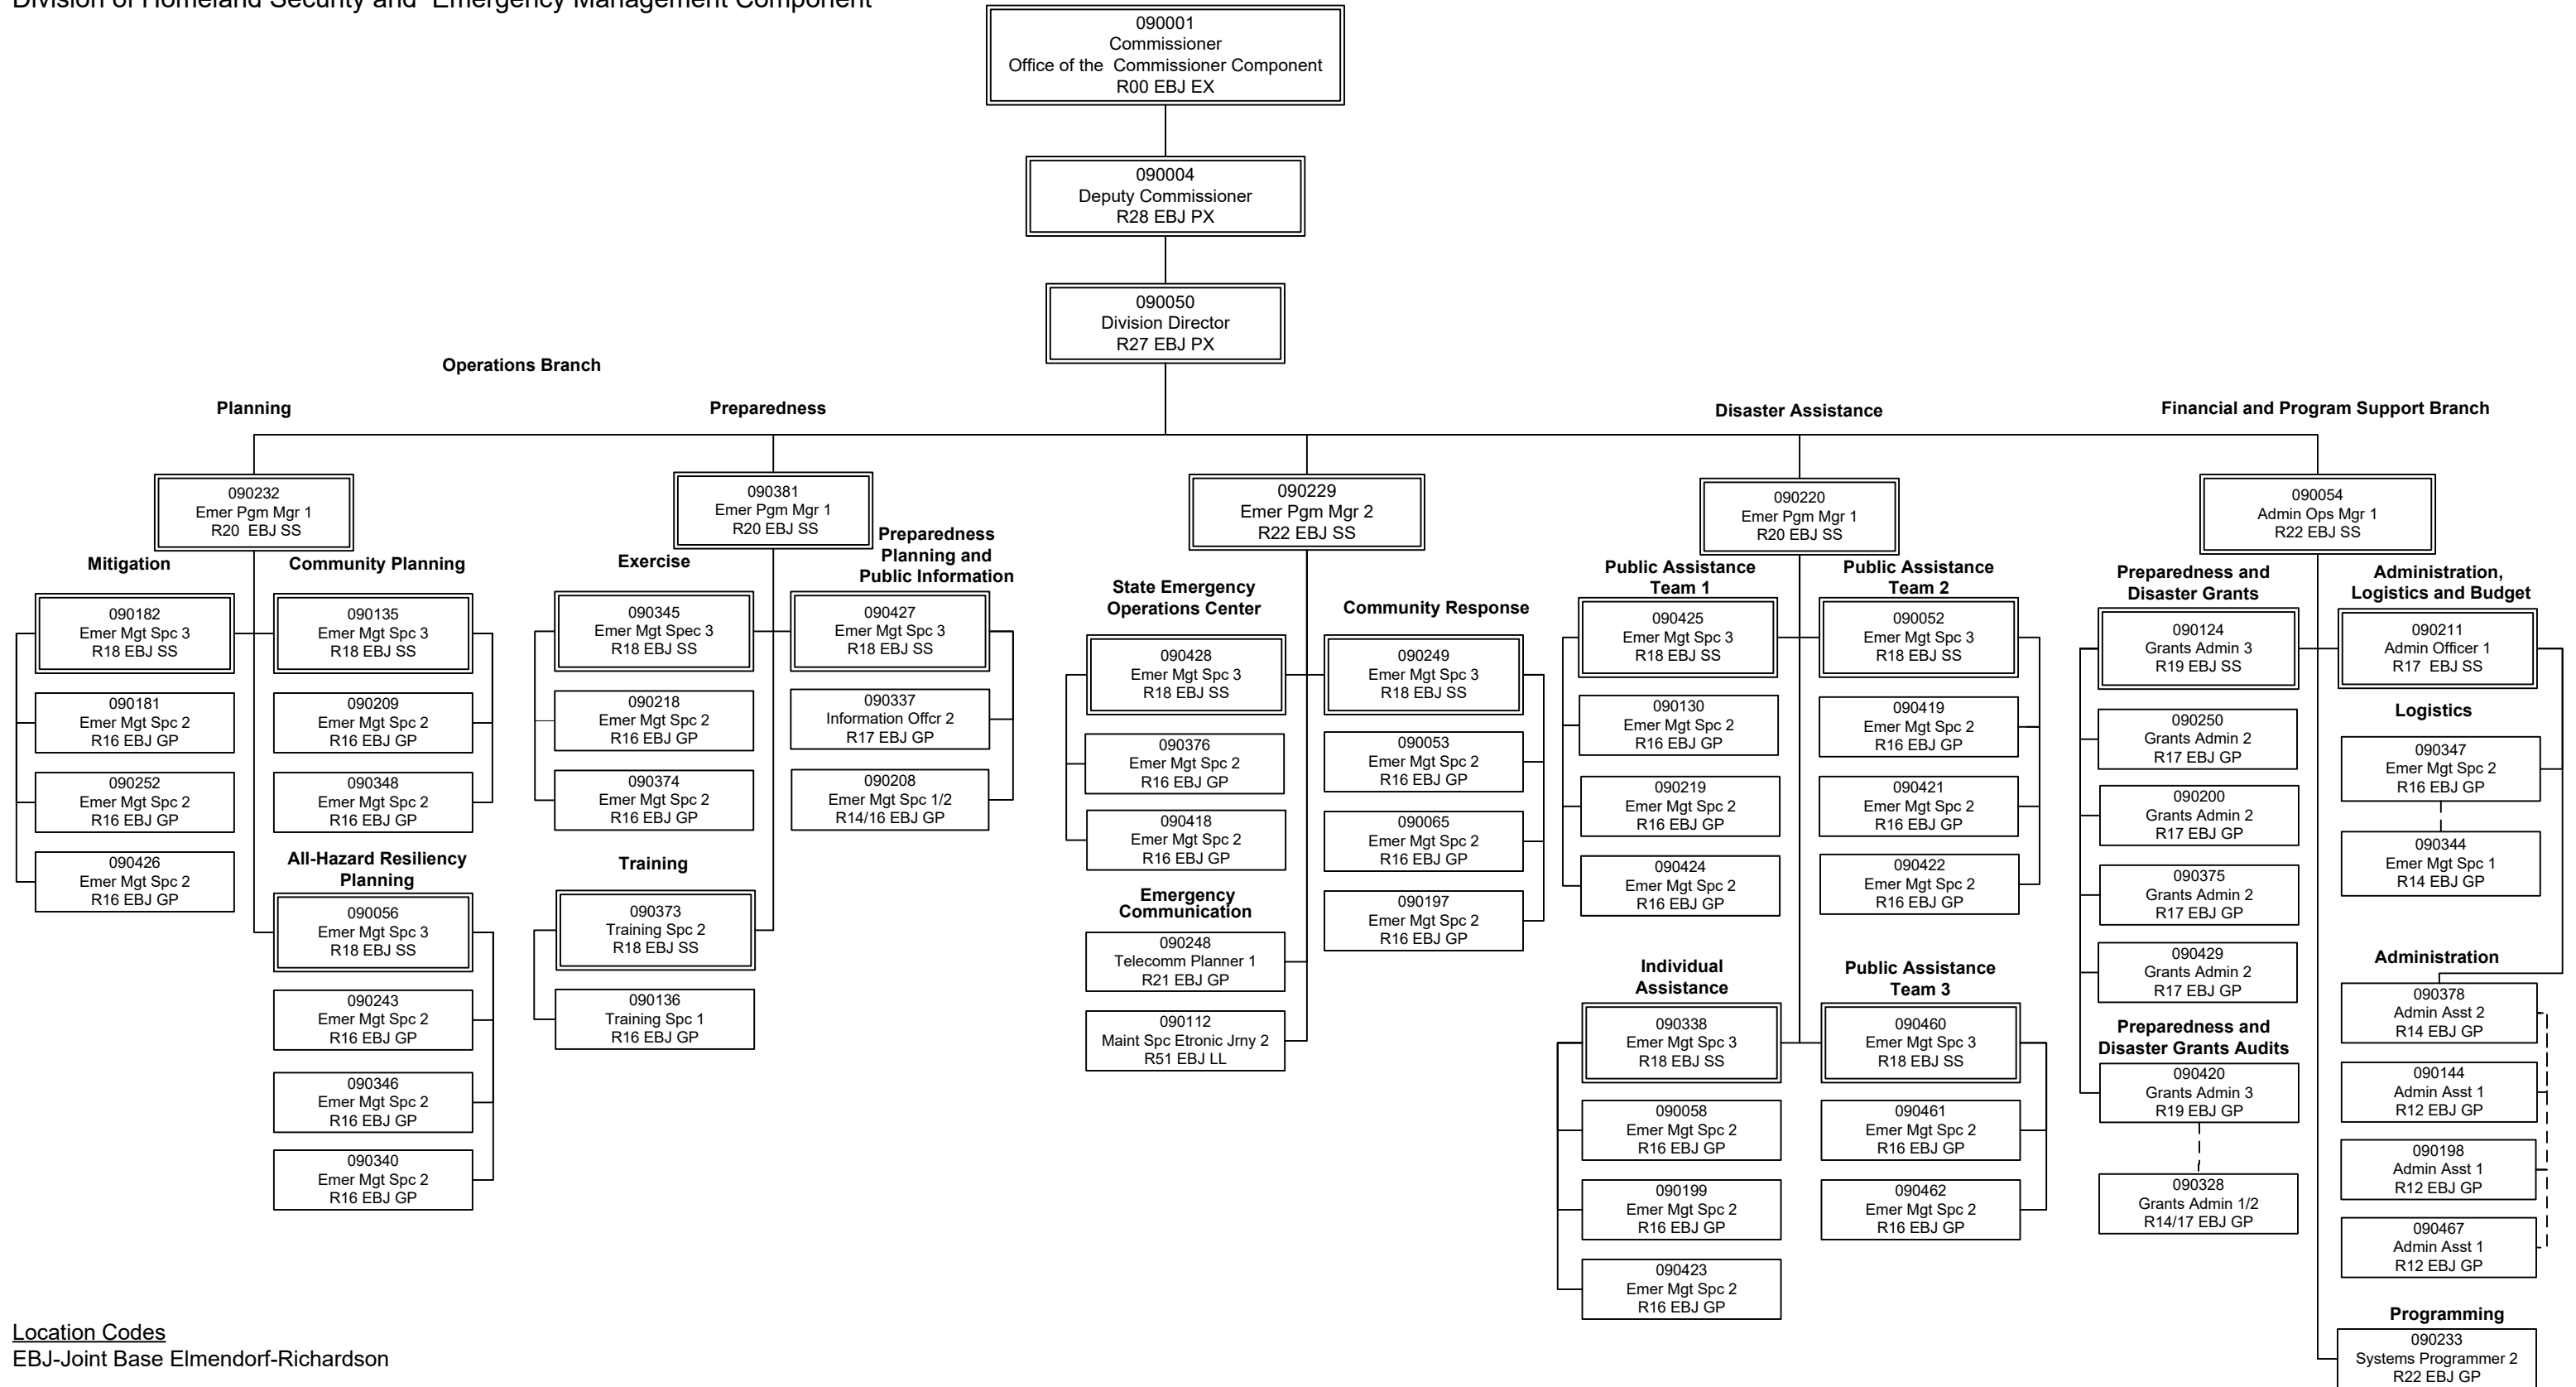 Division of Homeland Security and  Emergency Management Component
090001
Commissioner
Office of the  Commissioner Component
R00 EBJ EX
090004
Deputy Commissioner
R28 EBJ PX
090050
Division Director
R27 EBJ PX
Operations Branch
Planning
Preparedness
Disaster Assistance
Financial and Program Support Branch
090232
Emer Pgm Mgr 1
R20  EBJ SS
Mitigation
090182
Emer Mgt Spc 3
R18 EBJ SS
090181
Emer Mgt Spc 2
R16 EBJ GP
090252
Emer Mgt Spc 2
R16 EBJ GP
090426
Emer Mgt Spc 2
R16 EBJ GP
Community Planning
090135
Emer Mgt Spc 3
R18 EBJ SS
090209
Emer Mgt Spc 2
R16 EBJ GP
090348
Emer Mgt Spc 2
R16 EBJ GP
All-Hazard Resiliency
Planning
090056
Emer Mgt Spc 3
R18 EBJ SS
090243
Emer Mgt Spc 2
R16 EBJ GP
090346
Emer Mgt Spc 2
R16 EBJ GP
090340
Emer Mgt Spc 2
R16 EBJ GP
090381
Emer Pgm Mgr 1
R20 EBJ SS
Exercise
090345
Emer Mgt Spec 3
R18 EBJ SS
090218
Emer Mgt Spc 2
R16 EBJ GP
090374
Emer Mgt Spc 2
R16 EBJ GP
Training
090373
Training Spc 2
R18 EBJ SS
090136
Training Spc 1
R16 EBJ GP
Preparedness
Planning and
Public Information
090427
Emer Mgt Spc 3
R18 EBJ SS
090337
Information Offcr 2
R17 EBJ GP
090208
Emer Mgt Spc 1/2
R14/16 EBJ GP
090229
Emer Pgm Mgr 2
R22 EBJ SS
State Emergency
Operations Center
090428
Emer Mgt Spc 3
R18 EBJ SS
090376
Emer Mgt Spc 2
R16 EBJ GP
090418
Emer Mgt Spc 2
R16 EBJ GP
Emergency
Communication
090248
Telecomm Planner 1
R21 EBJ GP
090112
Maint Spc Etronic Jrny 2
R51 EBJ LL
Community Response
090249
Emer Mgt Spc 3
R18 EBJ SS
090053
Emer Mgt Spc 2
R16 EBJ GP
090065
Emer Mgt Spc 2
R16 EBJ GP
090197
Emer Mgt Spc 2
R16 EBJ GP
090220
Emer Pgm Mgr 1
R20 EBJ SS
Public Assistance
Team 1
090425
Emer Mgt Spc 3
R18 EBJ SS
090130
Emer Mgt Spc 2
R16 EBJ GP
090219
Emer Mgt Spc 2
R16 EBJ GP
090424
Emer Mgt Spc 2
R16 EBJ GP
Public Assistance
Team 2
090052
Emer Mgt Spc 3
R18 EBJ SS
090419
Emer Mgt Spc 2
R16 EBJ GP
090421
Emer Mgt Spc 2
R16 EBJ GP
090422
Emer Mgt Spc 2
R16 EBJ GP
Individual
Assistance
090338
Emer Mgt Spc 3
R18 EBJ SS
090058
Emer Mgt Spc 2
R16 EBJ GP
090199
Emer Mgt Spc 2
R16 EBJ GP
090423
Emer Mgt Spc 2
R16 EBJ GP
Public Assistance
Team 3
090460
Emer Mgt Spc 3
R18 EBJ SS
090461
Emer Mgt Spc 2
R16 EBJ GP
090462
Emer Mgt Spc 2
R16 EBJ GP
090054
Admin Ops Mgr 1
R22 EBJ SS
Preparedness and
Disaster Grants
090124
Grants Admin 3
R19 EBJ SS
090250
Grants Admin 2
R17 EBJ GP
090200
Grants Admin 2
R17 EBJ GP
090375
Grants Admin 2
R17 EBJ GP
090429
Grants Admin 2
R17 EBJ GP
Preparedness and
Disaster Grants Audits
090420
Grants Admin 3
R19 EBJ GP
090328
Grants Admin 1/2
R14/17 EBJ GP
Administration,
Logistics and Budget
090211
Admin Officer 1
R17  EBJ SS
Logistics
090347
Emer Mgt Spc 2
R16 EBJ GP
090344
Emer Mgt Spc 1
R14 EBJ GP
Administration
090378
Admin Asst 2
R14 EBJ GP
090144
Admin Asst 1
R12 EBJ GP
090198
Admin Asst 1
R12 EBJ GP
090467
Admin Asst 1
R12 EBJ GP
Programming
090233
Systems Programmer 2
R22 EBJ GP
Location Codes
EBJ-Joint Base Elmendorf-Richardson